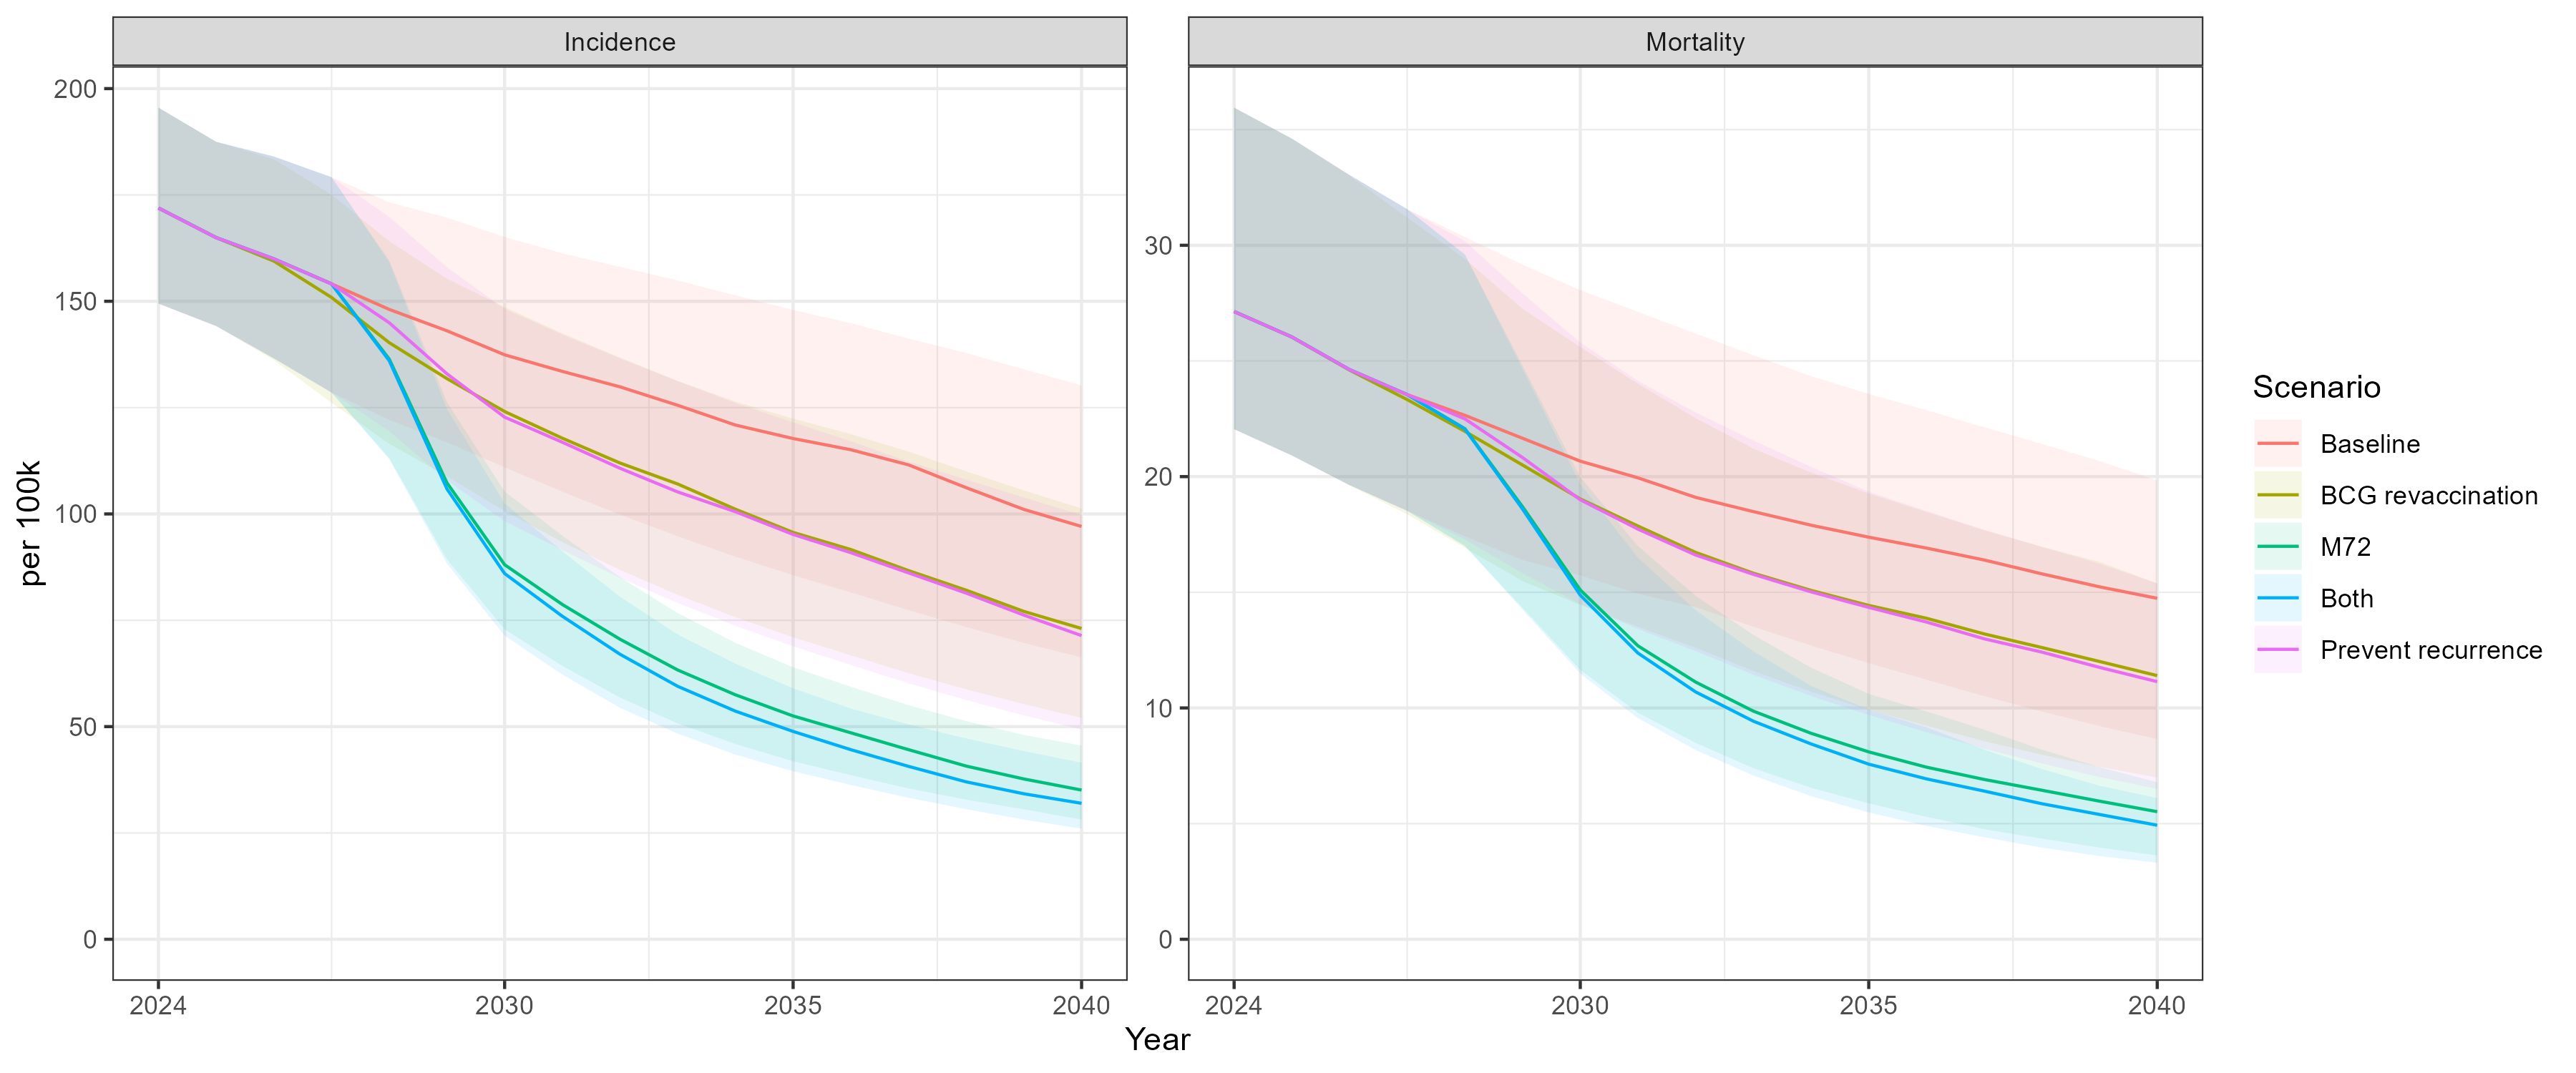 Incidence
Mortality
per 100k
200
150
100
50
0
30
20
10
0
2024 2030 2035 2040
2024 2030 2035 2040
Year
Scenario
Baseline
BCG revaccination
M72
Both
Prevent recurrence